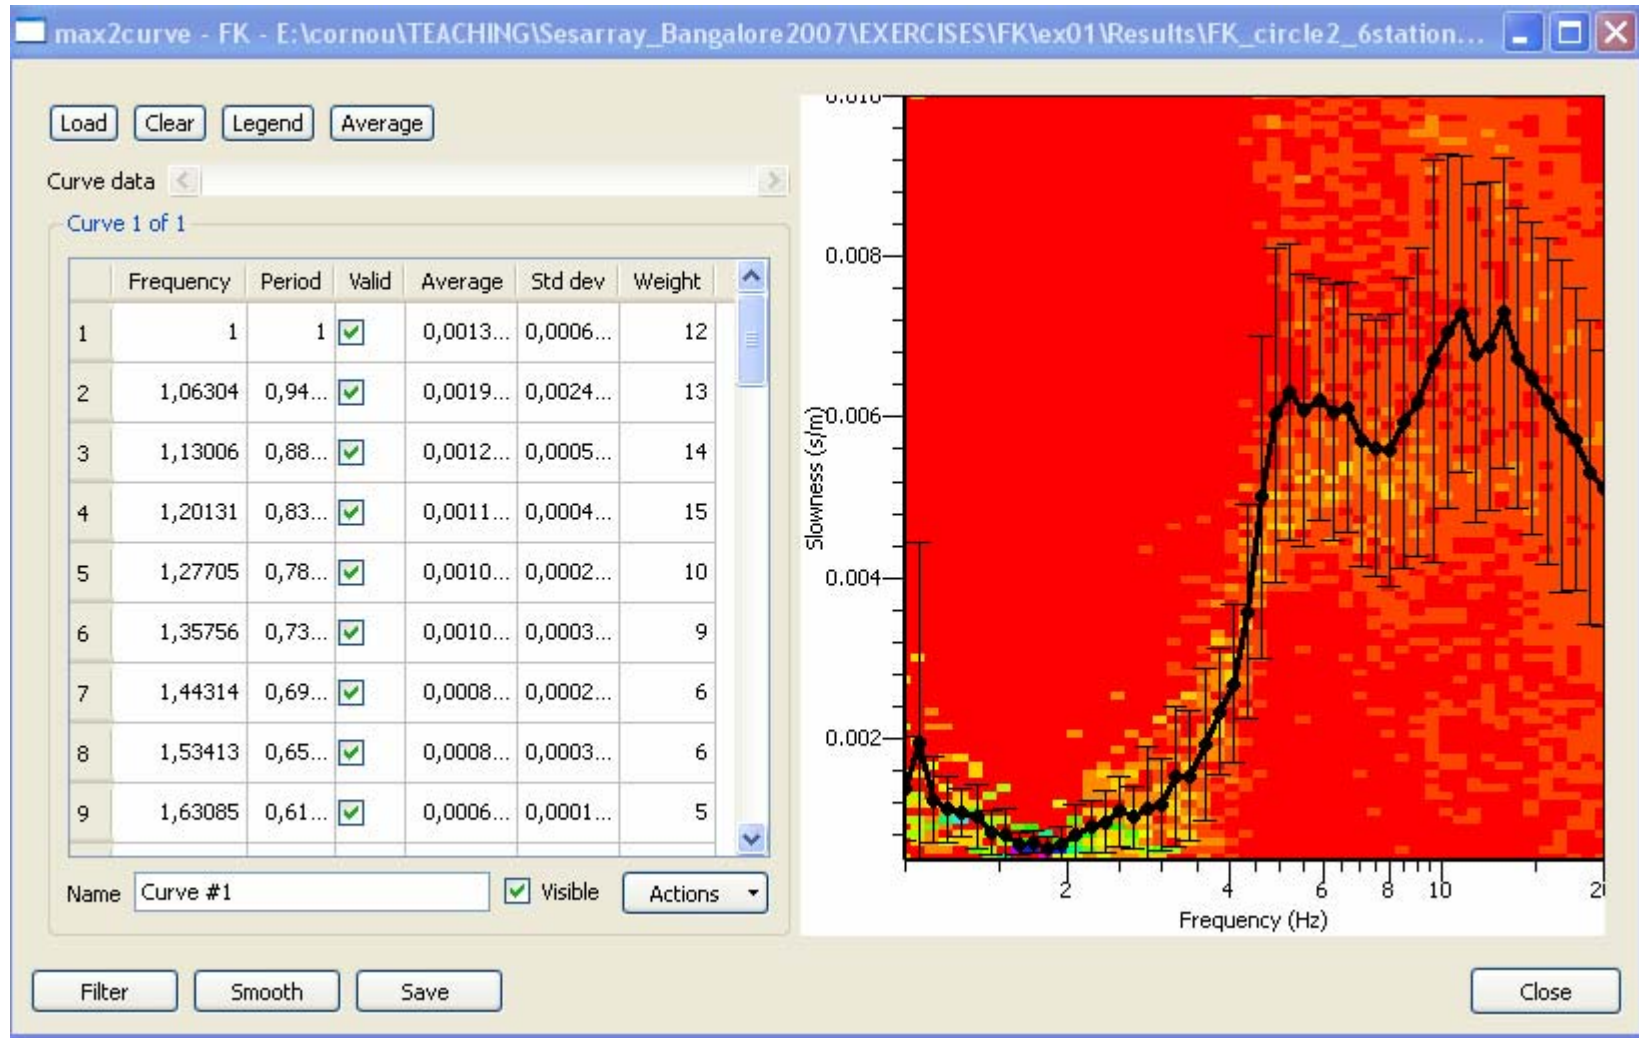 max2curve - FK - E:\cornou\TEACHING\Sesarray_Bangalore2007\EXERCISES\FK\ex01\Results\FK_circle2_6station...
Load Clear Legend Average
Curve data
Curve 1 of 1
Frequency Period Valid Average Std dev Weight
1 1 1 0,0013... 0,0006... 12
2 1,06304 0,94... 0,0019... 0,0024... 13
3 1,13006 0,88... 0,0012... 0,0005... 14
4 1,20131 0,83... 0,0011... 0,0004... 15
5 1,27705 0,78... 0,0010... 0,0002... 10
6 1,35756 0,73... 0,0010... 0,0003... 9
7 1,44314 0,69... 0,0008... 0,0002... 6
8 1,53413 0,65... 0,0008... 0,0003... 6
9 1,63085 0,61... 0,0006... 0,0001... 5
Name Curve #1 Visible Actions
Filter Smooth Save
0.010
0.008
0.006
0.004
0.002
Slowness (s/m)
2 4 6 8 10 20
Frequency (Hz)
Close